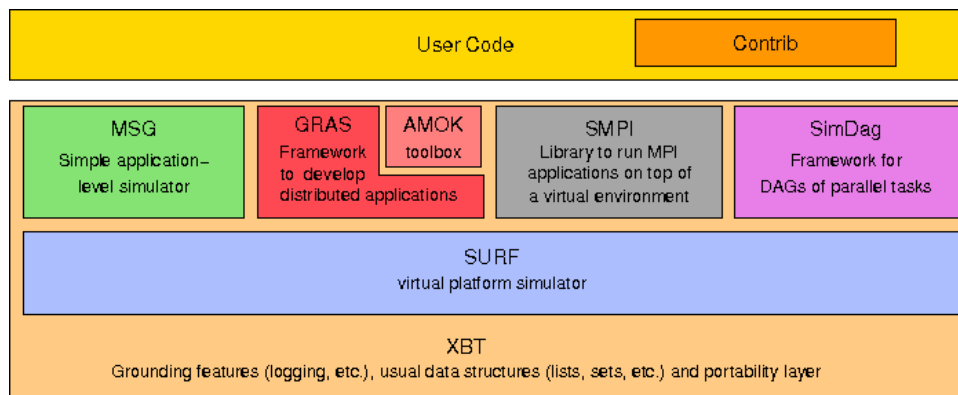 User Code
Contrib
MSG
Simple application-
level simulator
GRAS
Framework
to develop
distributed applications
AMOK
toolbox
SMPI
Library to run MPI
applications on top of
a virtual environment
SimDag
Framework for
DAGs of parallel tasks
SURF
virtual platform simulator
XBT
Grounding features (logging, etc.), usual data structures (lists, sets, etc.) and portability layer